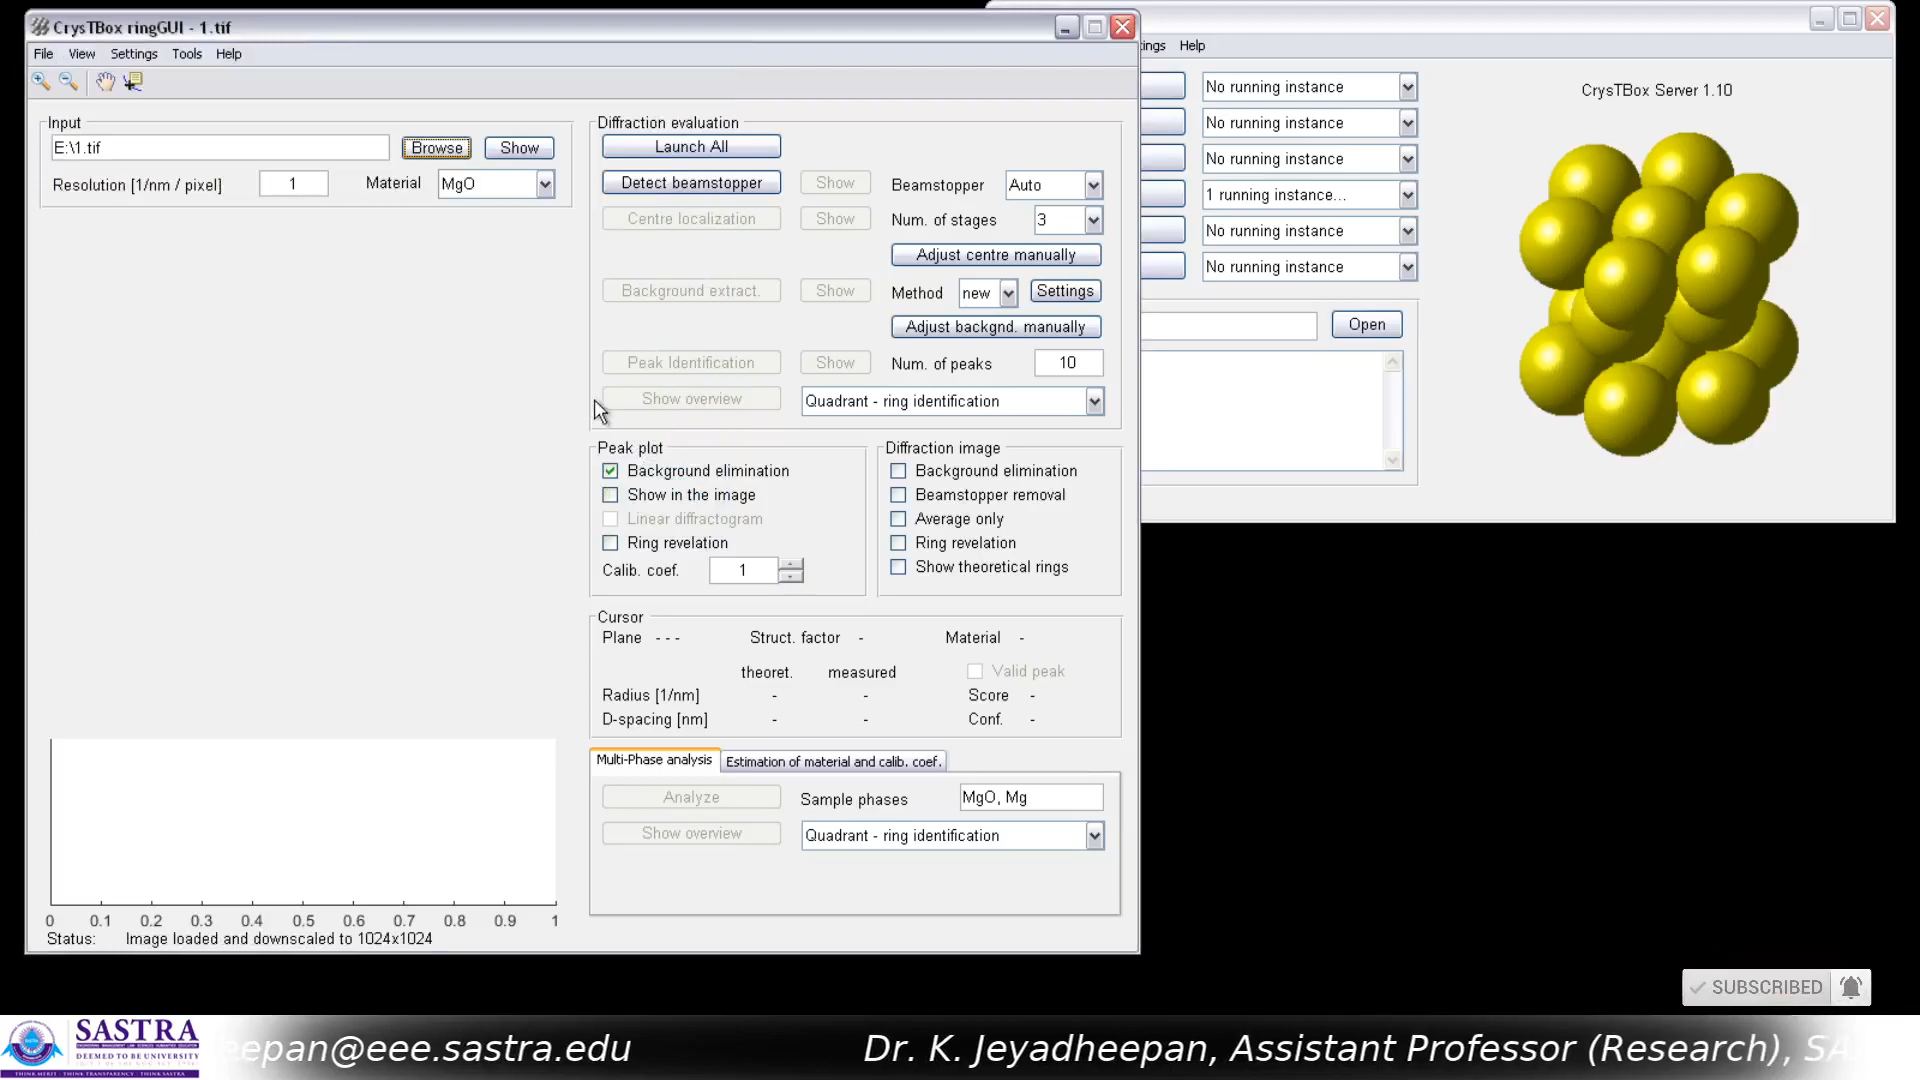 CrysTBox ringGUI - 1.tif
File View Settings Tools Help
Input
E:\1.tif Browse Show
Resolution [1/nm / pixel] 1 Material MgO
Diffraction evaluation
Launch All
Detect beamstopper Show Beamstopper Auto
Centre localization Show Num. of stages 3
Adjust centre manually
Background extract. Show Method new Settings
Adjust backgnd. manually
Peak Identification Show Num. of peaks 10
Show overview Quadrant - ring identification
Peak plot
Background elimination
Show in the image
Linear diffractogram
Ring revelation
Calib. coef. 1
Diffraction image
Background elimination
Beamstopper removal
Average only
Ring revelation
Show theoretical rings
Cursor
Plane - - - Struct. factor - Material -
theoret. measured Valid peak
Radius [1/nm] - - Score -
D-spacing [nm] - - Conf. -
Multi-Phase analysis Estimation of material and calib. coef.
Analyze Sample phases MgO, Mg
Show overview Quadrant - ring identification
0 0.1 0.2 0.3 0.4 0.5 0.6 0.7 0.8 0.9 1
Status: Image loaded and downscaled to 1024x1024
ngs Help
No running instance
No running instance
No running instance
1 running instance...
No running instance
No running instance
Open
CrysTBox Server 1.10
SUBSCRIBED
SASTRA
DEEMED TO BE UNIVERSITY
THINK MERIT THINK TRANSPARENCY THINK SASTRA
eepan@eee.sastra.edu Dr. K. Jeyadheepan, Assistant Professor (Research), SA